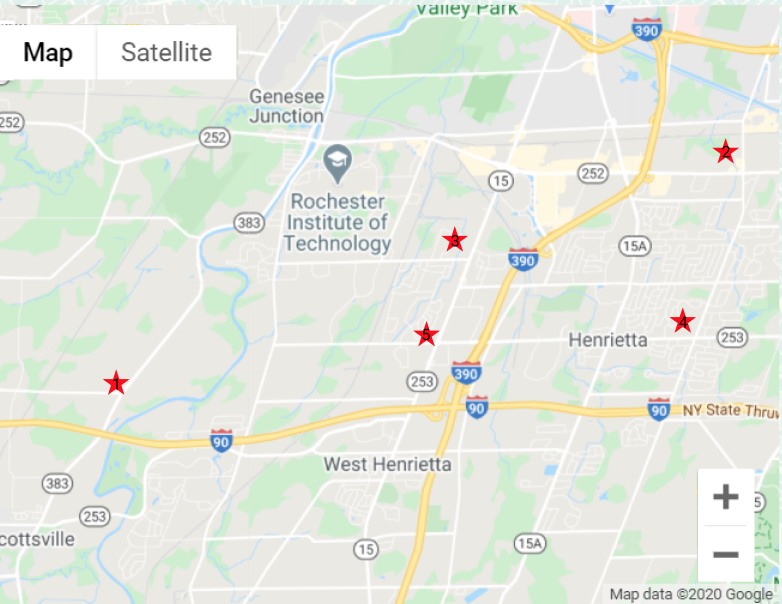 Valley Park
390
Map
Satellite
Genesee
Junction
252
252
2
15
252
Rochester
Institute of
Technology
383
3
15A
390
4
5
Henrietta
253
390
253
1
90
90
NY State Thruw
90
West Henrietta
383
253
cottsville
15
15A
5
+
−
Map data ©2020 Google